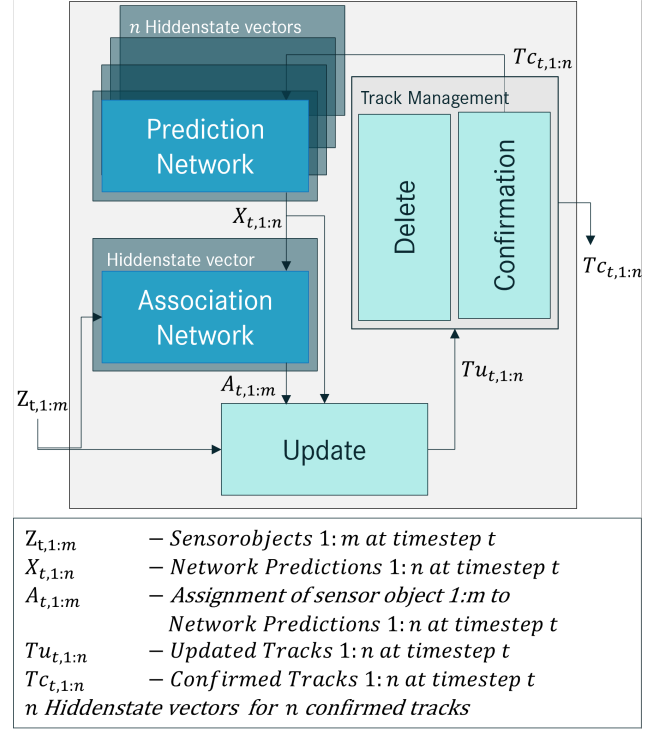 n Hiddenstate vectors
Tc_{t,1:n}
Track Management
Prediction
Network
Delete
Confirmation
X_{t,1:n}
Hiddenstate vector
Tc_{t,1:n}
Association
Network
Tu_{t,1:n}
A_{t,1:m}
Z_{t,1:m}
Update
Z_{t,1:m} – Sensorobjects 1: m at timestep t
X_{t,1:n} – Network Predictions 1: n at timestep t
A_{t,1:m} – Assignment of sensor object 1:m to
Network Predictions 1: n at timestep t
Tu_{t,1:n} – Updated Tracks 1: n at timestep t
Tc_{t,1:n} – Confirmed Tracks 1: n at timestep t
n Hiddenstate vectors for n confirmed tracks